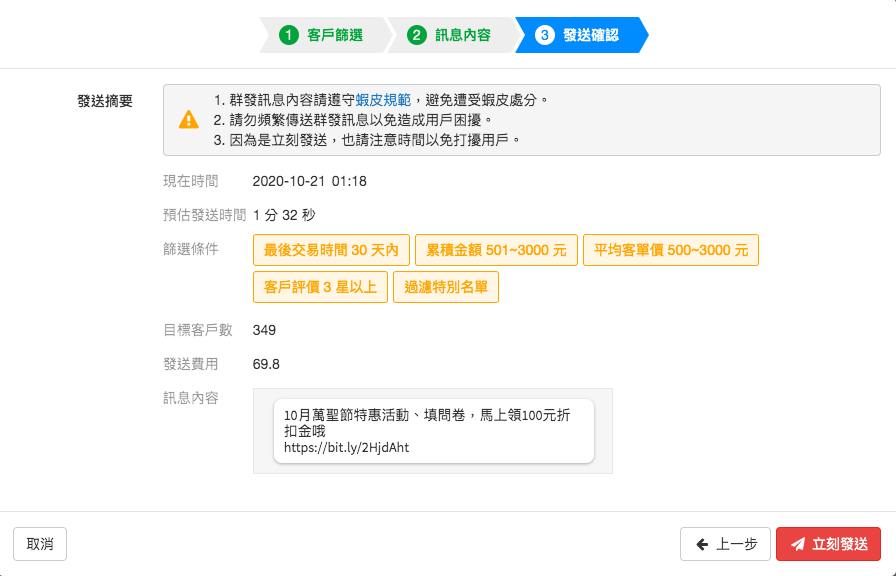 1 客戶篩選 2 訊息內容 3 發送確認
發送摘要
1. 群發訊息內容請遵守蝦皮規範，避免遭受蝦皮處分。
2. 請勿頻繁傳送群發訊息以免造成用戶困擾。
3. 因為是立刻發送，也請注意時間以免打擾用戶。
現在時間 2020-10-21 01:18
預估發送時間 1 分 32 秒
篩選條件 最後交易時間 30 天內 累積金額 501~3000 元 平均客單價 500~3000 元
客戶評價 3 星以上 過濾特別名單
目標客戶數 349
發送費用 69.8
訊息內容
10月萬聖節特惠活動、填問卷，馬上領100元折
扣金哦
https://bit.ly/2HjdAht
取消 上一步 立刻發送